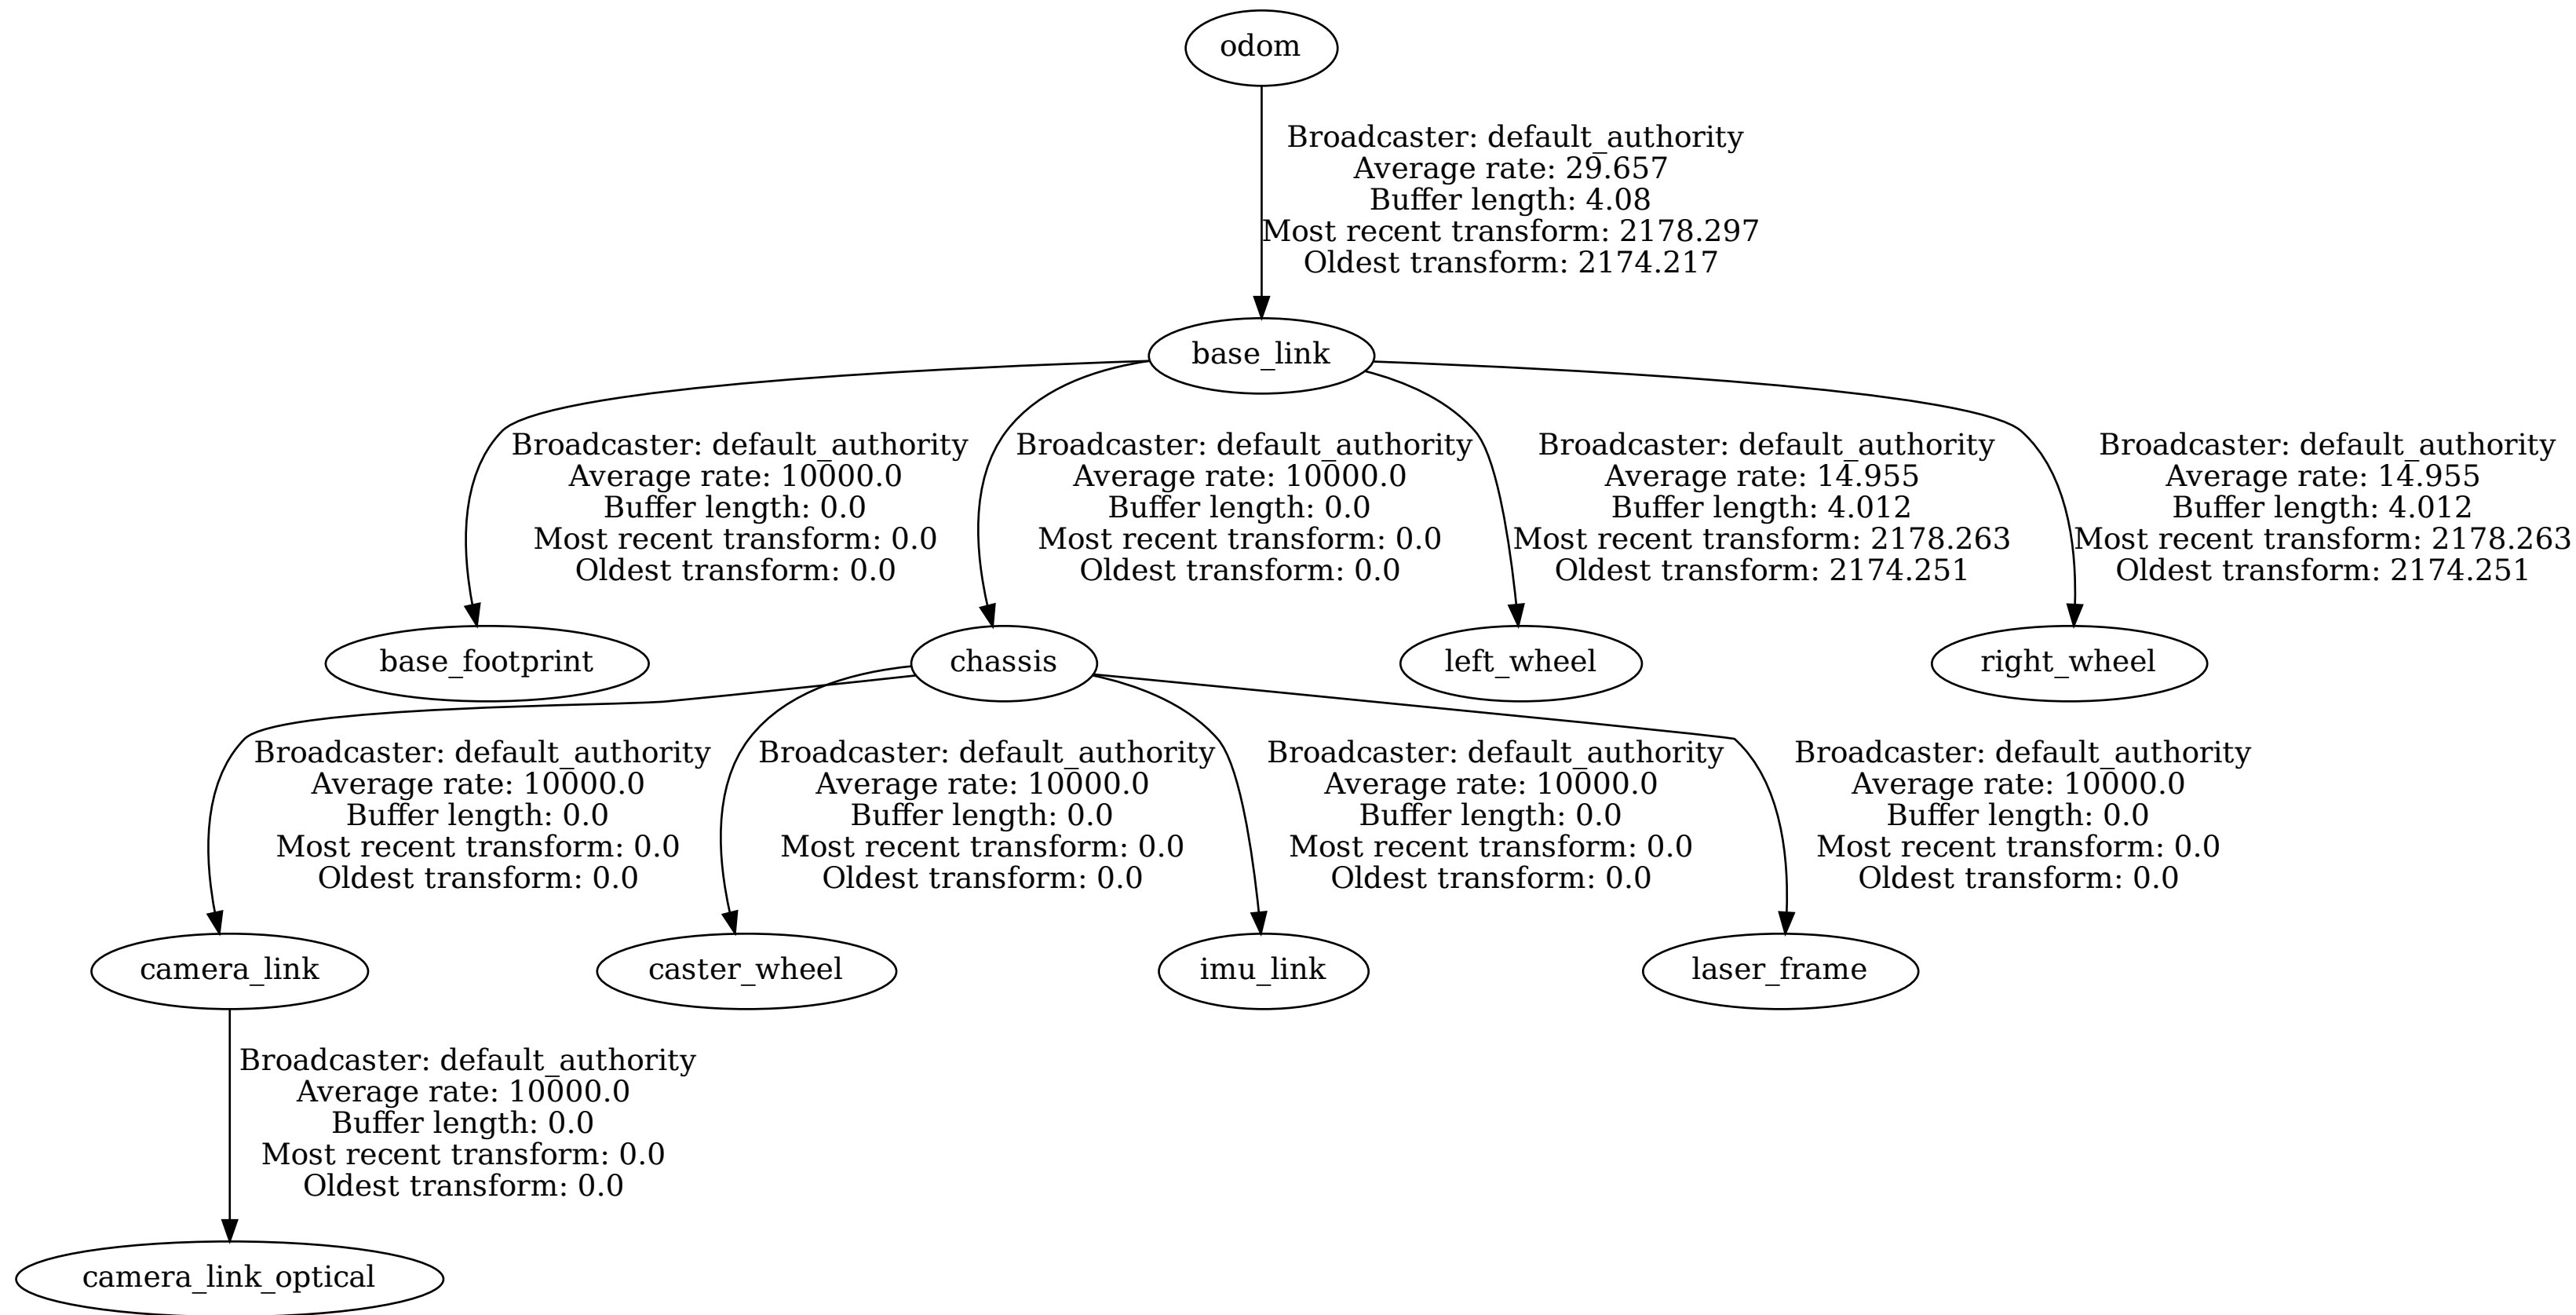 odom
Broadcaster: default_authority
Average rate: 29.657
Buffer length: 4.08
Most recent transform: 2178.297
Oldest transform: 2174.217
base_link
Broadcaster: default_authority
Average rate: 10000.0
Buffer length: 0.0
Most recent transform: 0.0
Oldest transform: 0.0
Broadcaster: default_authority
Average rate: 10000.0
Buffer length: 0.0
Most recent transform: 0.0
Oldest transform: 0.0
Broadcaster: default_authority
Average rate: 14.955
Buffer length: 4.012
Most recent transform: 2178.263
Oldest transform: 2174.251
Broadcaster: default_authority
Average rate: 14.955
Buffer length: 4.012
Most recent transform: 2178.263
Oldest transform: 2174.251
base_footprint
chassis
left_wheel
right_wheel
Broadcaster: default_authority
Average rate: 10000.0
Buffer length: 0.0
Most recent transform: 0.0
Oldest transform: 0.0
Broadcaster: default_authority
Average rate: 10000.0
Buffer length: 0.0
Most recent transform: 0.0
Oldest transform: 0.0
Broadcaster: default_authority
Average rate: 10000.0
Buffer length: 0.0
Most recent transform: 0.0
Oldest transform: 0.0
Broadcaster: default_authority
Average rate: 10000.0
Buffer length: 0.0
Most recent transform: 0.0
Oldest transform: 0.0
camera_link
caster_wheel
imu_link
laser_frame
Broadcaster: default_authority
Average rate: 10000.0
Buffer length: 0.0
Most recent transform: 0.0
Oldest transform: 0.0
camera_link_optical